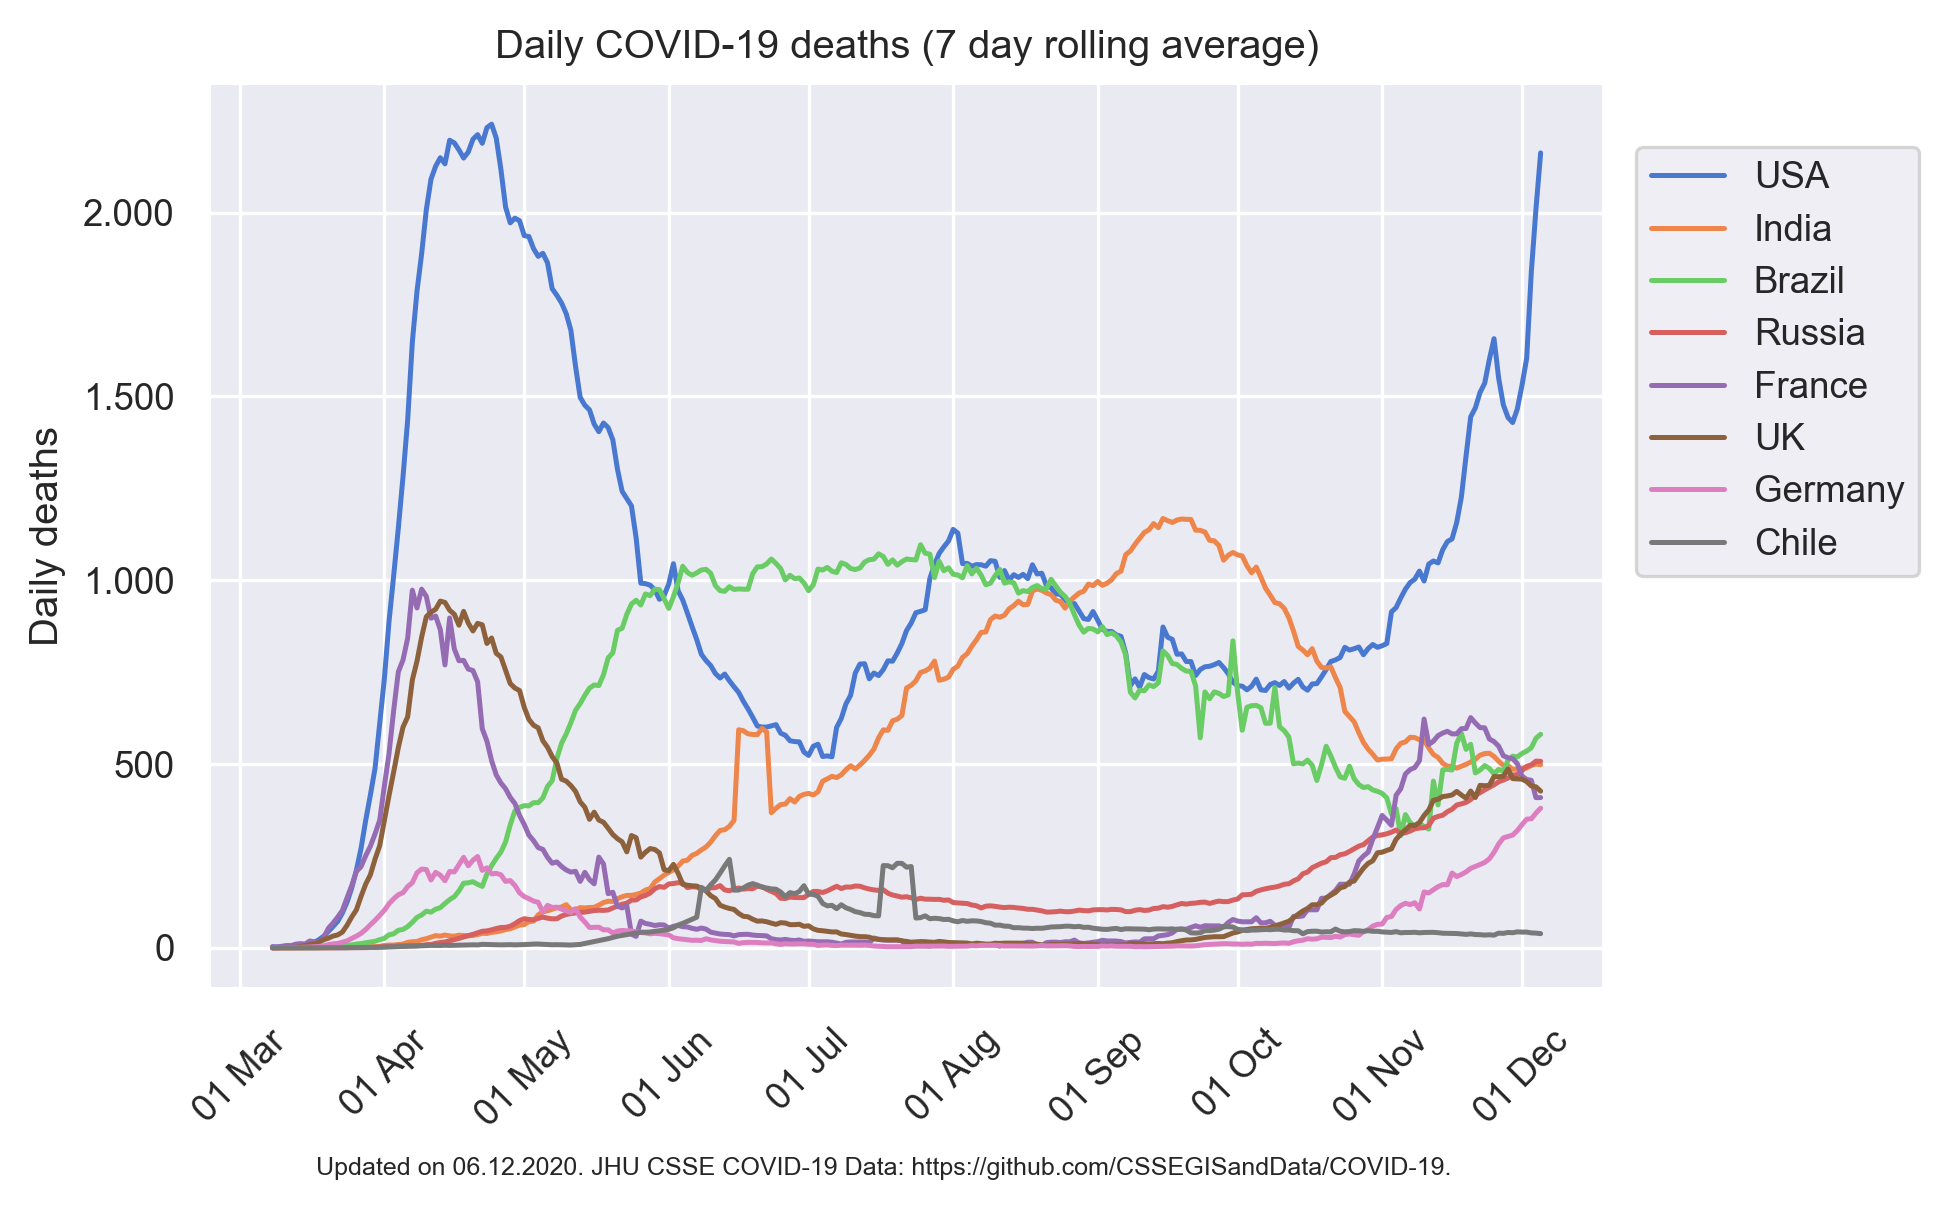 Daily COVID-19 deaths (7 day rolling average)
Daily deaths
2.000
1.500
1.000
500
0
01 Mar
01 Apr
01 May
01 Jun
01 Jul
01 Aug
01 Sep
01 Oct
01 Nov
01 Dec
USA
India
Brazil
Russia
France
UK
Germany
Chile
Updated on 06.12.2020. JHU CSSE COVID-19 Data: https://github.com/CSSEGISandData/COVID-19.